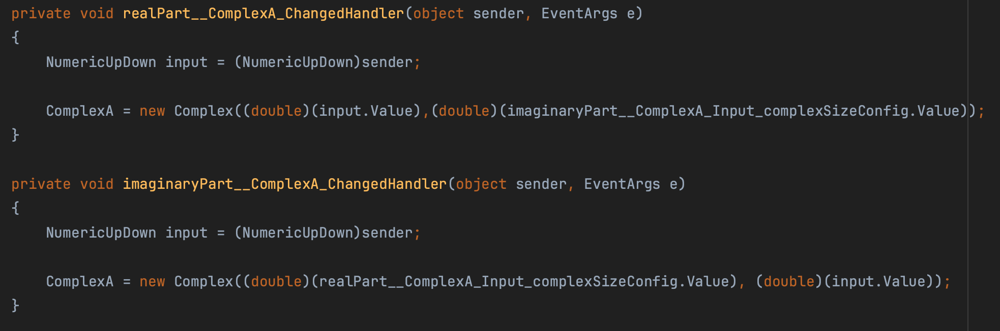 private void realPart__ComplexA_ChangedHandler(object sender, EventArgs e)
{
    NumericUpDown input = (NumericUpDown)sender;
    ComplexA = new Complex((double)(input.Value),(double)(imaginaryPart__ComplexA_Input_complexSizeConfig.Value));
}
private void imaginaryPart__ComplexA_ChangedHandler(object sender, EventArgs e)
{
    NumericUpDown input = (NumericUpDown)sender;
    ComplexA = new Complex((double)(realPart__ComplexA_Input_complexSizeConfig.Value), (double)(input.Value));
}